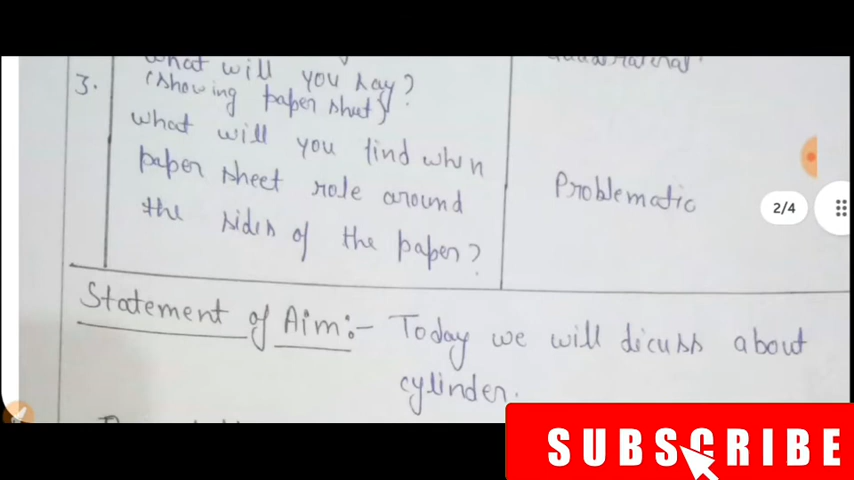 what will you say?
3. (showing paper shut)
what will you find when
paper sheet role around
the sides of the paper?
Problematic
2/4
Statement of Aim:- Today we will dicuss about
cylinder.
SUBSCRIBE